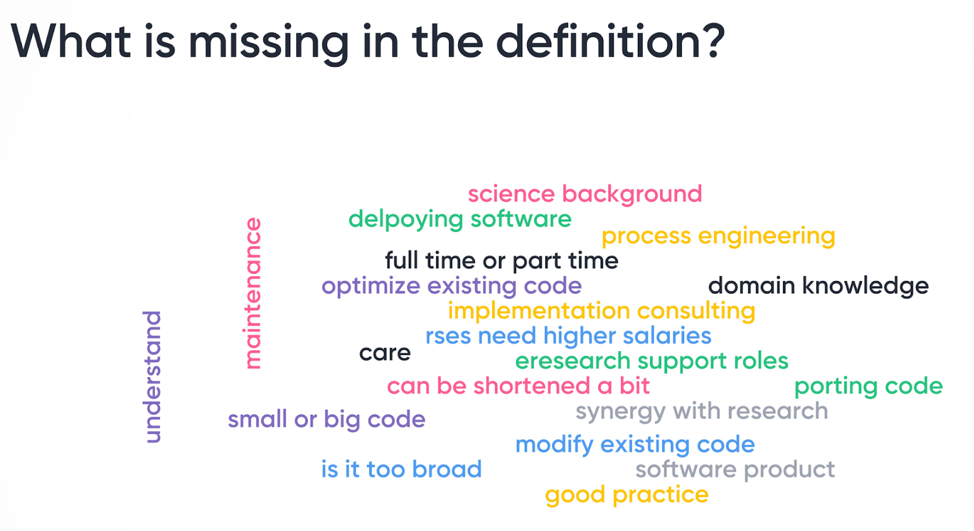 What is missing in the definition?
science background
delpoying software
process engineering
maintenance
full time or part time
optimize existing code
domain knowledge
implementation consulting
understand
rses need higher salaries
care
eresearch support roles
can be shortened a bit
porting code
synergy with research
small or big code
modify existing code
is it too broad
software product
good practice